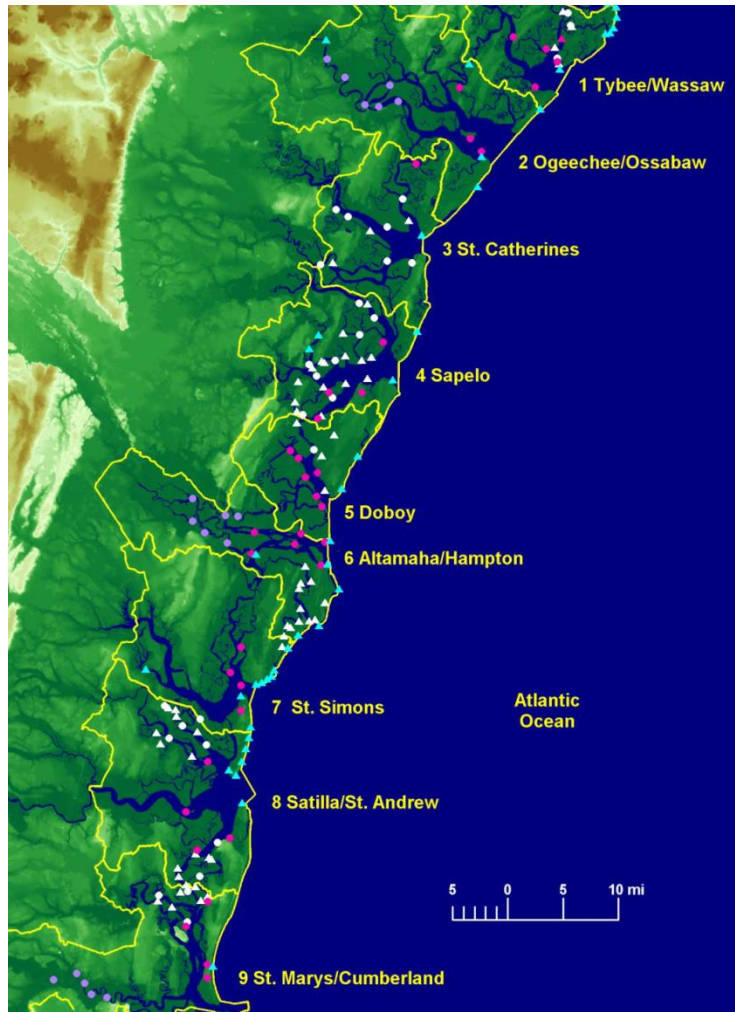 1 Tybee/Wassaw
2 Ogeechee/Ossabaw
3 St. Catherines
4 Sapelo
5 Doboy
6 Altamaha/Hampton
7 St. Simons
Atlantic
Ocean
8 Satilla/St. Andrew
5 0 5 10 mi
9 St. Marys/Cumberland